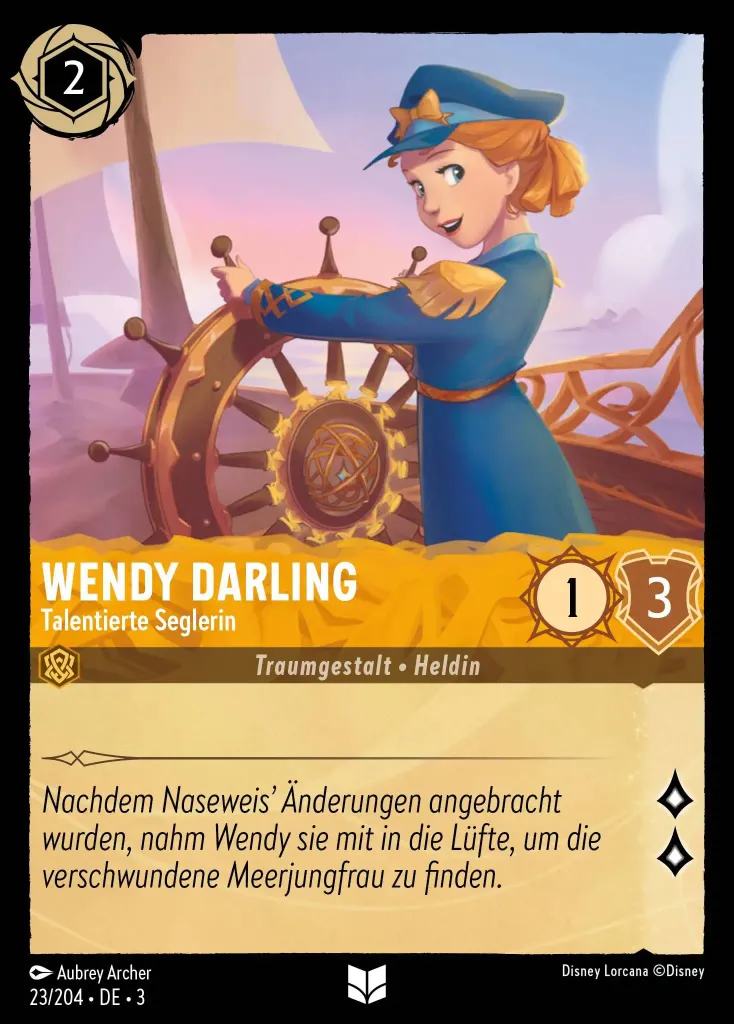 2
WENDY DARLING
Talentierte Seglerin
1
3
Traumgestalt • Heldin
Nachdem Naseweis’ Änderungen angebracht
wurden, nahm Wendy sie mit in die Lüfte, um die
verschwundene Meerjungfrau zu finden.
Aubrey Archer
Disney Lorcana ©Disney
23/204 • DE • 3